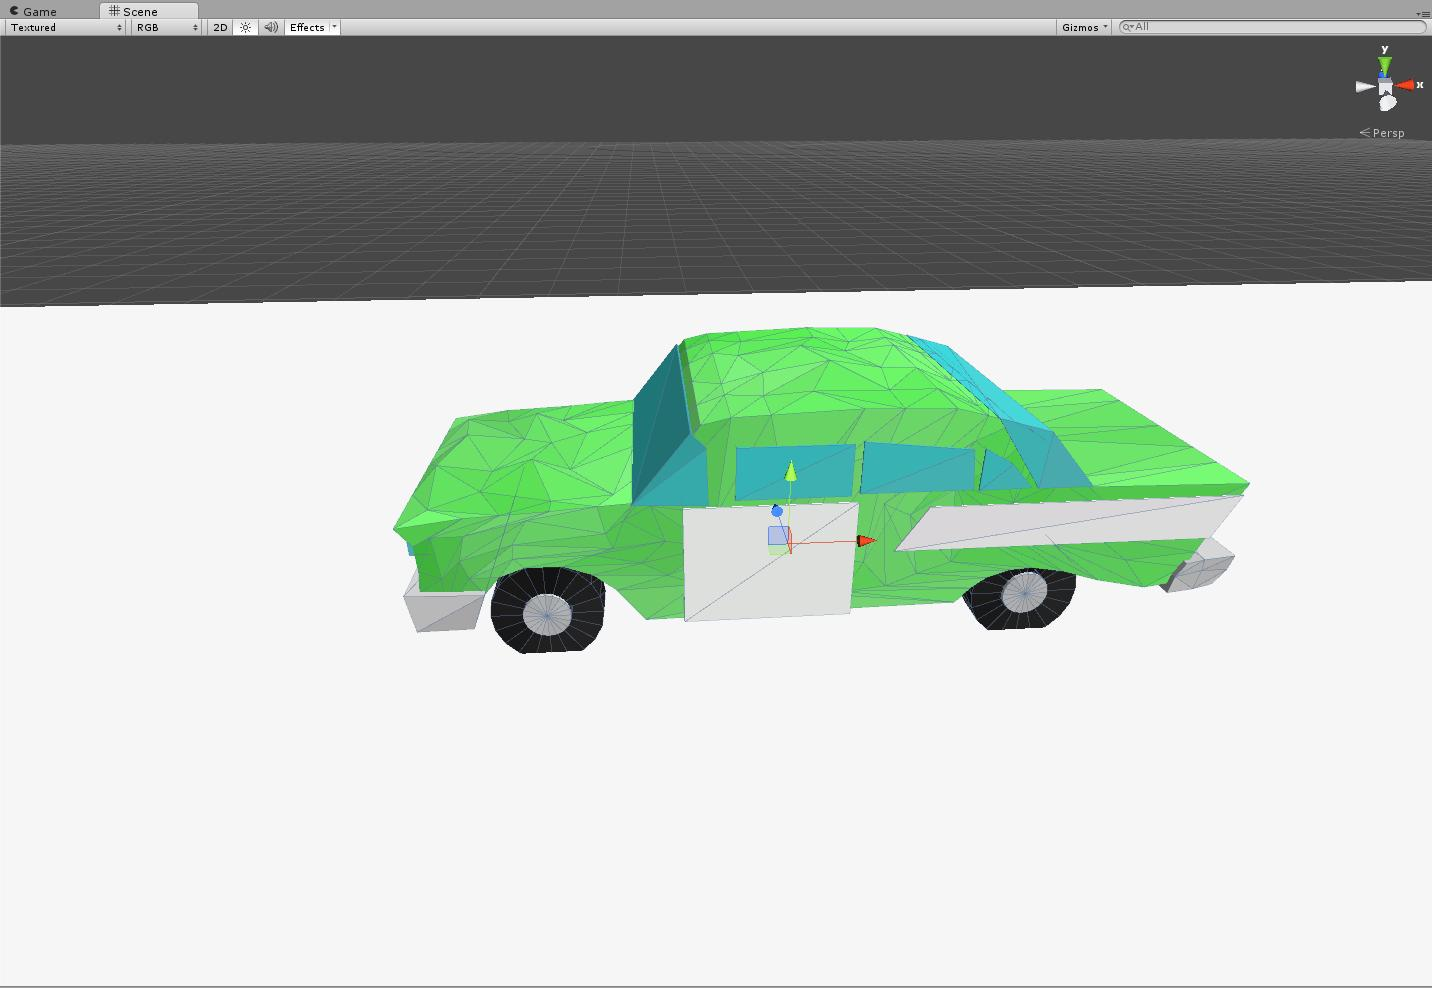 Game Scene
Textured RGB 2D Effects Gizmos All
y
x
Persp